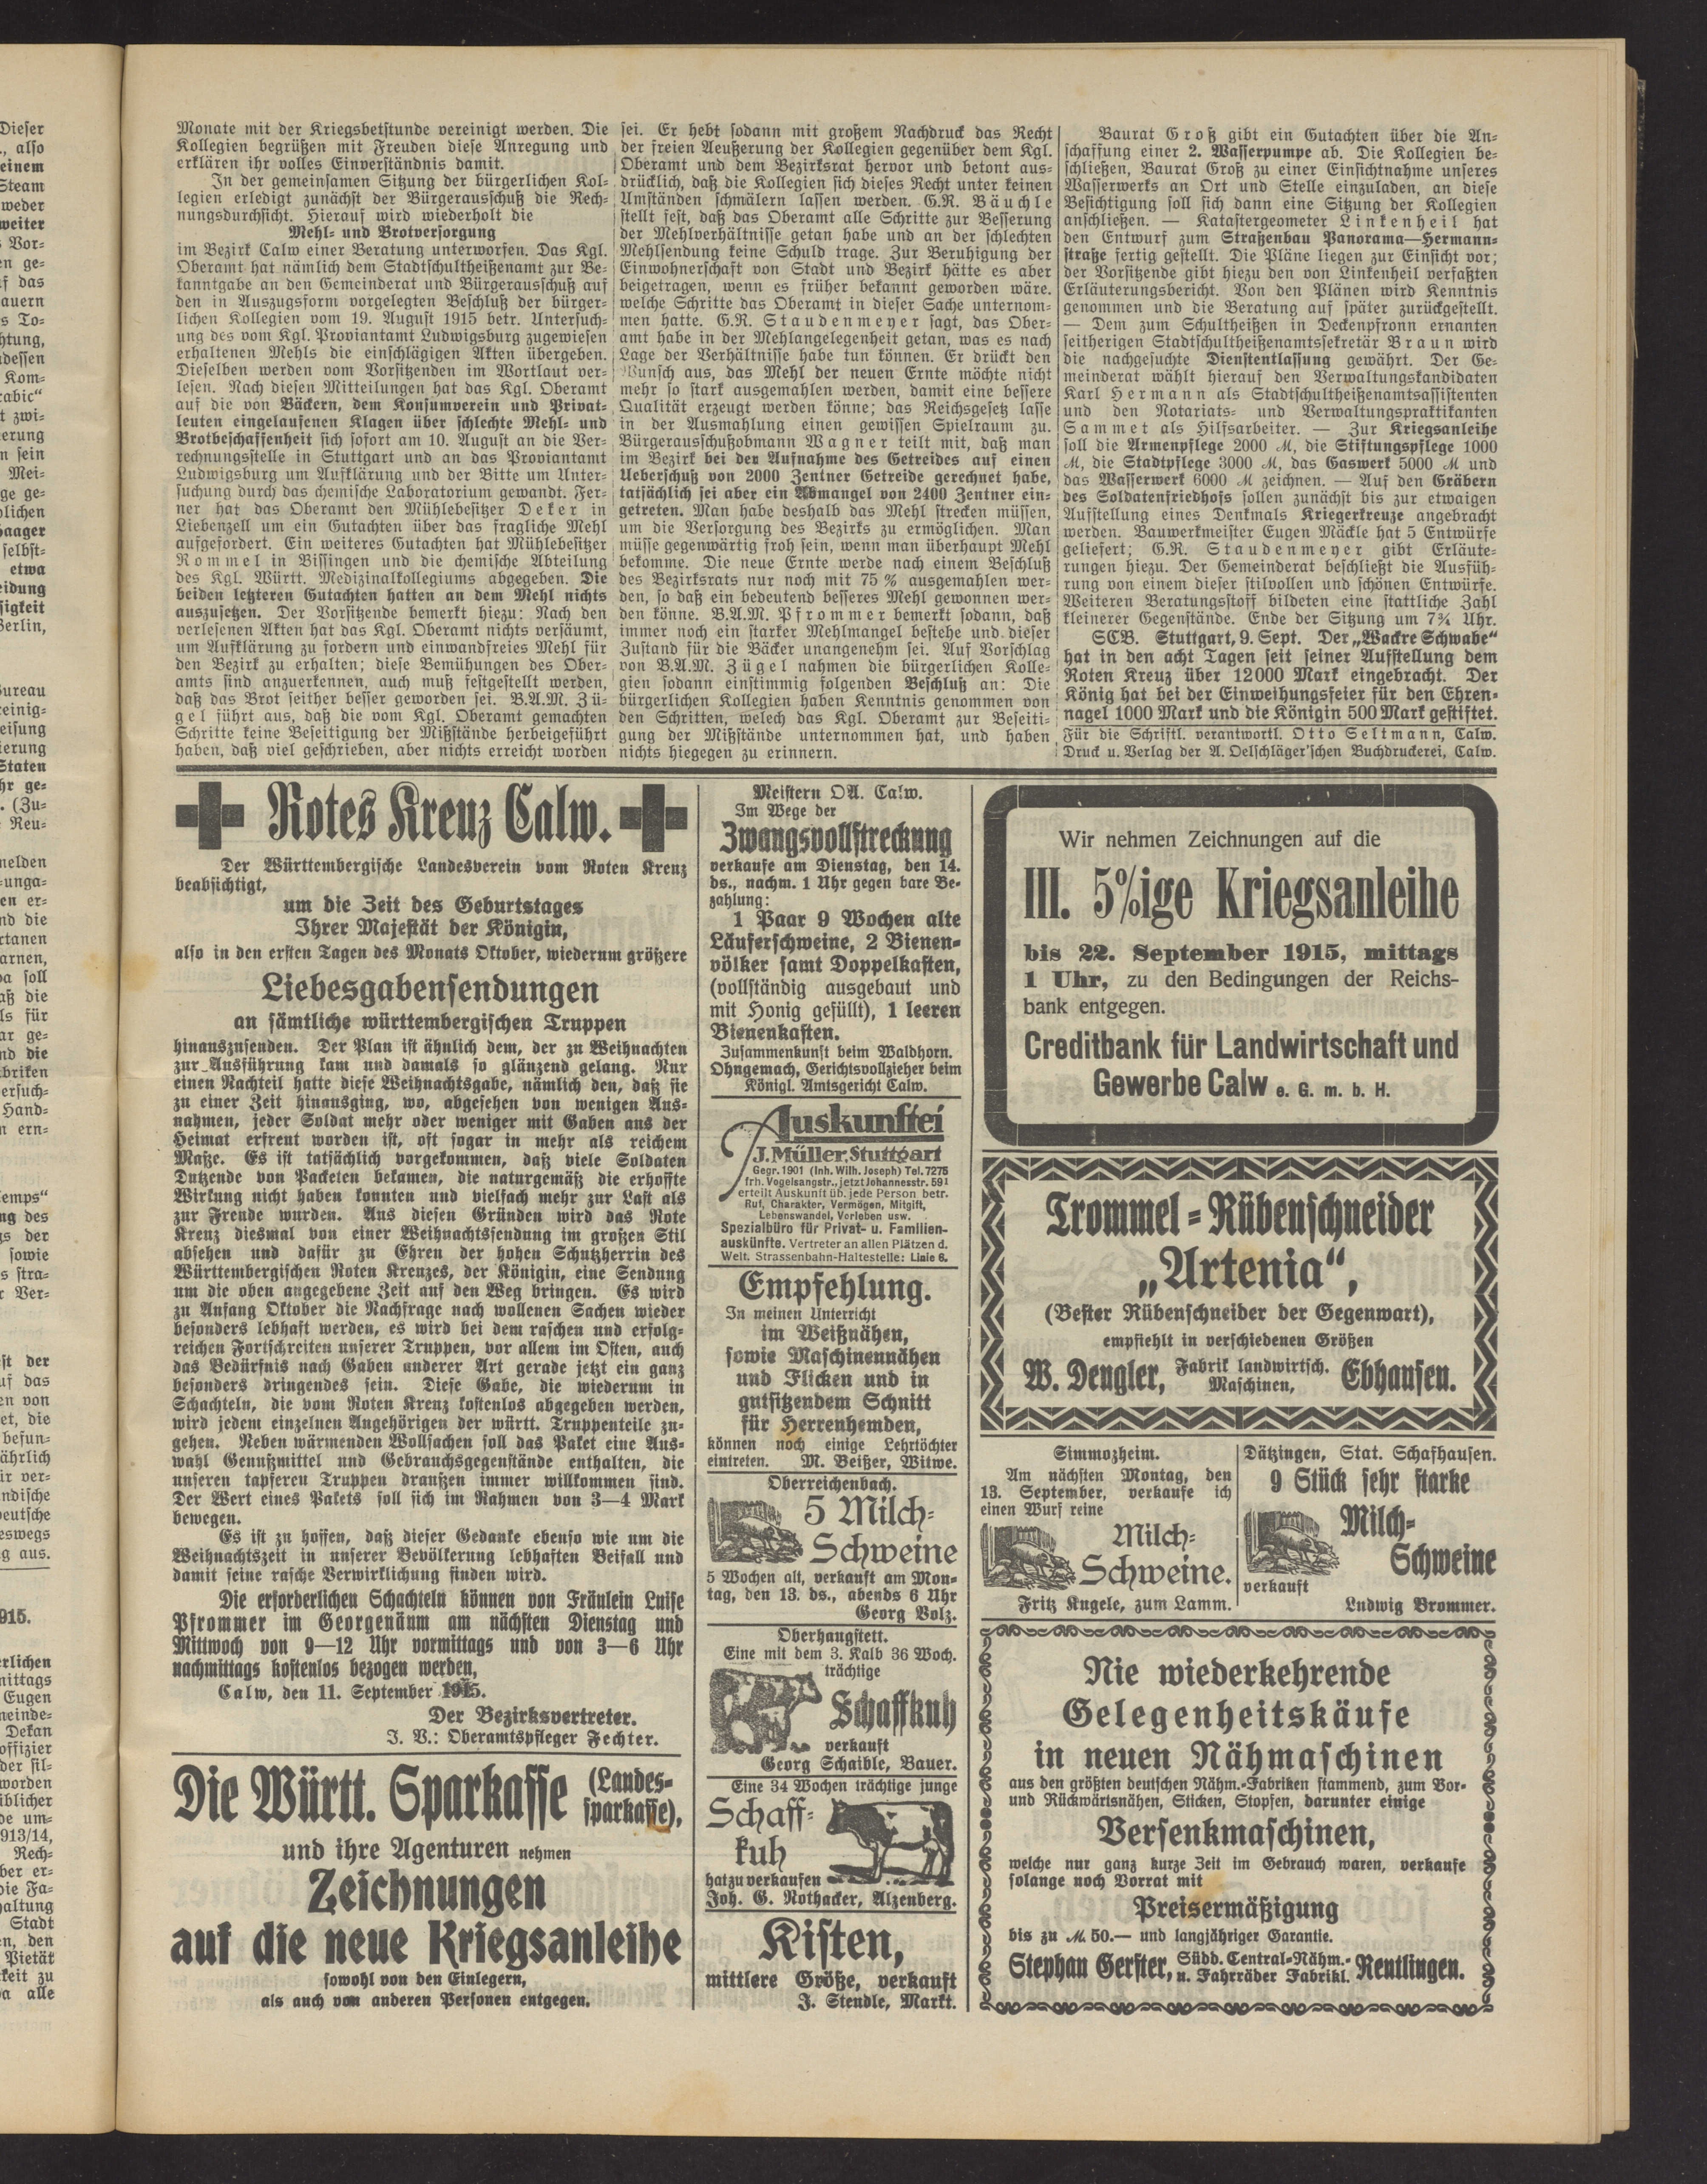 Monate mit der Kriegsbetstunde vereinigt werden. Die
Kollegien begrüßen mit Freuden diese Anregung und
erklären ihr volles Einverständnis damit.
In der gemeinsamen Sitzung der bürgerlichen Kol-
legien erledigt zunächst der Bürgerausschuß die Rech-
nungsdurchsicht. Hierauf wird wiederholt die
Mehl- und Brotversorgung
im Bezirk Calw einer Beratung unterworfen. Das Kgl.
Oberamt hat nämlich dem Stadtschultheißenamt zur Be-
kanntgabe an den Gemeinderat und Bürgerausschuß auf
den in Auszugsform vorgelegten Beschluß der bürger-
lichen Kollegien vom 19. August 1915 betr. Untersuch-
ung des vom Kgl. Proviantamt Ludwigsburg zugewiesen
erhaltenen Mehls die einschlägigen Akten übergeben.
Dieselben werden vom Vorsitzenden im Wortlaut ver-
lesen. Nach diesen Mitteilungen hat das Kgl. Oberamt
auf die von Bäckern, dem Konsumverein und Privat-
leuten eingelaufenen Klagen über schlechte Mehl- und
Brotbeschaffenheit sich sofort am 10. August an die Ver-
rechnungsstelle in Stuttgart und an das Proviantamt
Ludwigsburg um Aufklärung und der Bitte um Unter-
suchung durch das chemische Laboratorium gewandt. Fer-
ner hat das Oberamt den Mühlebesitzer Deker in
Liebenzell um ein Gutachten über das fragliche Mehl
aufgefordert. Ein weiteres Gutachten hat Mühlebesitzer
Rommel in Bissingen und die chemische Abteilung
des Kgl. Württ. Medizinalkollegiums abgegeben. Die
beiden letzteren Gutachten hatten an dem Mehl nichts
auszusetzen. Der Vorsitzende bemerkt hiezu: Nach den
verlesenen Akten hat das Kgl. Oberamt nichts versäumt,
um Aufklärung zu fordern und einwandfreies Mehl für
den Bezirk zu erhalten; diese Bemühungen des Ober-
amts sind anzuerkennen, auch muß festgestellt werden,
daß das Brot seither besser geworden sei. B.A.M. Zü-
gel führt aus, daß die vom Kgl. Oberamt gemachten
Schritte keine Beseitigung der Mißstände herbeigeführt
haben, daß viel geschrieben, aber nichts erreicht worden
sei. Er hebt sodann mit großem Nachdruck das Recht
der freien Aeußerung der Kollegien gegenüber dem Kgl.
Oberamt und dem Bezirksrat hervor und betont aus-
drücklich, daß die Kollegien sich dieses Recht unter keinen
Umständen schmälern lassen werden. G.R. Bäuchle
stellt fest, daß das Oberamt alle Schritte zur Besserung
der Mehlverhältnisse getan habe und an der schlechten
Mehlsendung keine Schuld trage. Zur Beruhigung der
Einwohnerschaft von Stadt und Bezirk hätte es aber
beigetragen, wenn es früher bekannt geworden wäre.
welche Schritte das Oberamt in dieser Sache unternom-
men hatte. G.R. Staudenmeyer sagt, das Ober-
amt habe in der Mehlangelegenheit getan, was es nach
Lage der Verhältnisse habe tun können. Er drückt den
Wunsch aus, das Mehl der neuen Ernte möchte nicht
mehr so stark ausgemahlen werden, damit eine bessere
Qualität erzeugt werden könne; das Reichsgesetz lasse
in der Ausmahlung einen gewissen Spielraum zu.
Bürgerausschußobmann Wagner teilt mit, daß man
im Bezirk bei der Aufnahme des Getreides auf einen
Ueberschuß von 2000 Zentner Getreide gerechnet habe,
tatsächlich sei aber ein Abmangel von 2400 Zentner ein-
getreten. Man habe deshalb das Mehl strecken müssen,
um die Versorgung des Bezirks zu ermöglichen. Man
müsse gegenwärtig froh sein, wenn man überhaupt Mehl
bekomme. Die neue Ernte werde nach einem Beschluß
des Bezirksrats nur noch mit 75 % ausgemahlen wer-
den, so daß ein bedeutend besseres Mehl gewonnen wer-
den könne. B.A.M. Pfrommer bemerkt sodann, daß
immer noch ein starker Mehlmangel bestehe und dieser
Zustand für die Bäcker unangenehm sei. Auf Vorschlag
von B.A.M. Zügel nahmen die bürgerlichen Kolle-
gien sodann einstimmig folgenden Beschluß an: Die
bürgerlichen Kollegien haben Kenntnis genommen von
den Schritten, welch das Kgl. Oberamt zur Beseiti-
gung der Mißstände unternommen hat, und haben
nichts hiegegen zu erinnern.
Baurat Groß gibt ein Gutachten über die An-
schaffung einer 2. Wasserpumpe ab. Die Kollegien be-
schließen, Baurat Groß zu einer Einsichtnahme unseres
Wasserwerks an Ort und Stelle einzuladen, an diese
Besichtigung soll sich dann eine Sitzung der Kollegien
anschließen. — Katastergeometer Linkenheil hat
den Entwurf zum Straßenbau Panorama—Hermann-
straße fertig gestellt. Die Pläne liegen zur Einsicht vor;
der Vorsitzende gibt hiezu den von Linkenheil verfaßten
Erläuterungsbericht. Von den Plänen wird Kenntnis
genommen und die Beratung auf später zurückgestellt.
— Dem zum Schultheißen in Deckenpfronn ernanten
seitherigen Stadtschultheißenamtssekretär Braun wird
die nachgesuchte Dienstentlassung gewährt. Der Ge-
meinderat wählt hierauf den Verwaltungskandidaten
Karl Hermann als Stadtschultheißenamtsassistenten
und den Notariats- und Verwaltungspraktikanten
Sammet als Hilfsarbeiter. — Zur Kriegsanleihe
soll die Armenpflege 2000 M, die Stiftungspflege 1000
M, die Stadtpflege 3000 M, das Gaswerk 5000 M und
das Wasserwerk 6000 M zeichnen. — Auf den Gräbern
des Soldatenfriedhofs sollen zunächst bis zur etwaigen
Aufstellung eines Denkmals Kriegerkreuze angebracht
werden. Bauwerkmeister Eugen Mäckle hat 5 Entwürfe
geliefert; G.R. Staudenmeyer gibt Erläute-
rungen hiezu. Der Gemeinderat beschließt die Ausfüh-
rung von einem dieser stilvollen und schönen Entwürfe.
Weiteren Beratungsstoff bildeten eine stattliche Zahl
kleinerer Gegenstände. Ende der Sitzung um 7¾ Uhr.
SCB. Stuttgart, 9. Sept. Der „Wackre Schwabe“
hat in den acht Tagen seit seiner Aufstellung dem
Roten Kreuz über 12000 Mark eingebracht. Der
König hat bei der Einweihungsfeier für den Ehren-
nagel 1000 Mark und die Königin 500 Mark gestiftet.
Für die Schriftl. verantwortl. Otto Seltmann, Calw.
Druck u. Verlag der A. Oelschläger'schen Buchdruckerei, Calw.
Rotes Kreuz Calw.
Der Württembergische Landesverein vom Roten Kreuz
beabsichtigt,
um die Zeit des Geburtstages
Ihrer Majestät der Königin,
also in den ersten Tagen des Monats Oktober, wiederum größere
Liebesgabensendungen
an sämtliche württembergischen Truppen
hinauszusenden. Der Plan ist ähnlich dem, der zu Weihnachten
zur Ausführung kam und damals so glänzend gelang. Nur
einen Nachteil hatte diese Weihnachtsgabe, nämlich den, daß sie
zu einer Zeit hinausging, wo, abgesehen von wenigen Aus-
nahmen, jeder Soldat mehr oder weniger mit Gaben aus der
Heimat erfreut worden ist, oft sogar in mehr als reichem
Maße. Es ist tatsächlich vorgekommen, daß viele Soldaten
Dutzende von Packeten bekamen, die naturgemäß die erhoffte
Wirkung nicht haben konnten und vielfach mehr zur Last als
zur Freude wurden. Aus diesen Gründen wird das Rote
Kreuz diesmal von einer Weihnachtssendung im großen Stil
absehen und dafür zu Ehren der hohen Schutzherrin des
Württembergischen Roten Kreuzes, der Königin, eine Sendung
um die oben angegebene Zeit auf den Weg bringen. Es wird
zu Anfang Oktober die Nachfrage nach wollenen Sachen wieder
besonders lebhaft werden, es wird bei dem raschen und erfolg-
reichen Fortschreiten unserer Truppen, vor allem im Osten, auch
das Bedürfnis nach Gaben anderer Art gerade jetzt ein ganz
besonders dringendes sein. Diese Gabe, die wiederum in
Schachteln, die vom Roten Kreuz kostenlos abgegeben werden,
wird jedem einzelnen Angehörigen der württ. Truppenteile zu-
gehen. Neben wärmenden Wollsachen soll das Paket eine Aus-
wahl Genußmittel und Gebrauchsgegenstände enthalten, die
unseren tapferen Truppen draußen immer willkommen sind.
Der Wert eines Pakets soll sich im Rahmen von 3—4 Mark
bewegen.
Es ist zu hoffen, daß dieser Gedanke ebenso wie um die
Weihnachtszeit in unserer Bevölkerung lebhaften Beifall und
damit seine rasche Verwirklichung finden wird.
Die erforderlichen Schachteln können von Fräulein Luise
Pfrommer im Georgenäum am nächsten Dienstag und
Mittwoch von 9—12 Uhr vormittags und von 3—6 Uhr
nachmittags kostenlos bezogen werden,
Calw, den 11. September 1915.
Der Bezirksvertreter.
J. V.: Oberamtspfleger Fechter.
Die Württ. Sparkasse (Landes-
sparkasse),
und ihre Agenturen nehmen
Zeichnungen
auf die neue Kriegsanleihe
sowohl von den Einlegern,
als auch von anderen Personen entgegen.
Meistern OA. Calw.
Im Wege der
Zwangsvollstreckung
verkaufe am Dienstag, den 14.
ds., nachm. 1 Uhr gegen bare Be-
zahlung:
1 Paar 9 Wochen alte
Läuferschweine, 2 Bienen-
völker samt Doppelkasten,
(vollständig ausgebaut und
mit Honig gefüllt), 1 leeren
Bienenkasten.
Zusammenkunft beim Waldhorn.
Ohngemach, Gerichtsvollzieher beim
Königl. Amtsgericht Calw.
Auskunftei
J. Müller, Stuttgart
Gegr. 1901 (Inh. Wilh. Joseph) Tel. 7275
frh. Vogelsangstr., jetzt Johannesstr. 59¹
erteilt Auskunft üb. jede Person betr.
Ruf, Charakter, Vermögen, Mitgift,
Lebenswandel, Vorleben usw.
Spezialbüro für Privat- u. Familien-
auskünfte. Vertreter an allen Plätzen d.
Welt. Strassenbahn-Haltestelle: Linie 6.
Empfehlung.
In meinen Unterricht
im Weißnähen,
sowie Maschinennähen
und Flicken und in
gutsitzendem Schnitt
für Herrenhemden,
können noch einige Lehrtöchter
eintreten. M. Beißer, Witwe.
Oberreichenbach.
5 Milch-
Schweine
5 Wochen alt, verkauft am Mon-
tag, den 13. ds., abends 6 Uhr
Georg Volz.
Oberhaugstett.
Eine mit dem 3. Kalb 36 Woch.
trächtige
Schaffkuh
verkauft
Georg Schaible, Bauer.
Eine 34 Wochen trächtige junge
Schaff-
kuh
hat zu verkaufen
Joh. G. Rothacker, Alzenberg.
Kisten,
mittlere Größe, verkauft
J. Stendle, Markt.
Wir nehmen Zeichnungen auf die
III. 5%ige Kriegsanleihe
bis 22. September 1915, mittags
1 Uhr, zu den Bedingungen der Reichs-
bank entgegen.
Creditbank für Landwirtschaft und
Gewerbe Calw e. G. m. b. H.
Trommel-Rübenschneider
„Artenia“,
(Bester Rübenschneider der Gegenwart),
empfiehlt in verschiedenen Größen
W. Dengler, Fabrik landwirtsch.
Maschinen, Ebhausen.
Simmozheim.
Am nächsten Montag, den
13. September, verkaufe ich
einen Wurf reine
Milch-
Schweine.
Fritz Kugele, zum Lamm.
Dätzingen, Stat. Schafhausen.
9 Stück sehr starke
Milch-
Schweine
verkauft
Ludwig Brommer.
Nie wiederkehrende
Gelegenheitskäufe
in neuen Nähmaschinen
aus den größten deutschen Nähm.-Fabriken stammend, zum Vor-
und Rückwärtsnähen, Sticken, Stopfen, darunter einige
Versenkmaschinen,
welche nur ganz kurze Zeit im Gebrauch waren, verkaufe
solange noch Vorrat mit
Preisermäßigung
bis zu M. 50.— und langjähriger Garantie.
Stephan Gerster, Südd. Central-Nähm.-
u. Fahrräder Fabrikl. Reutlingen.